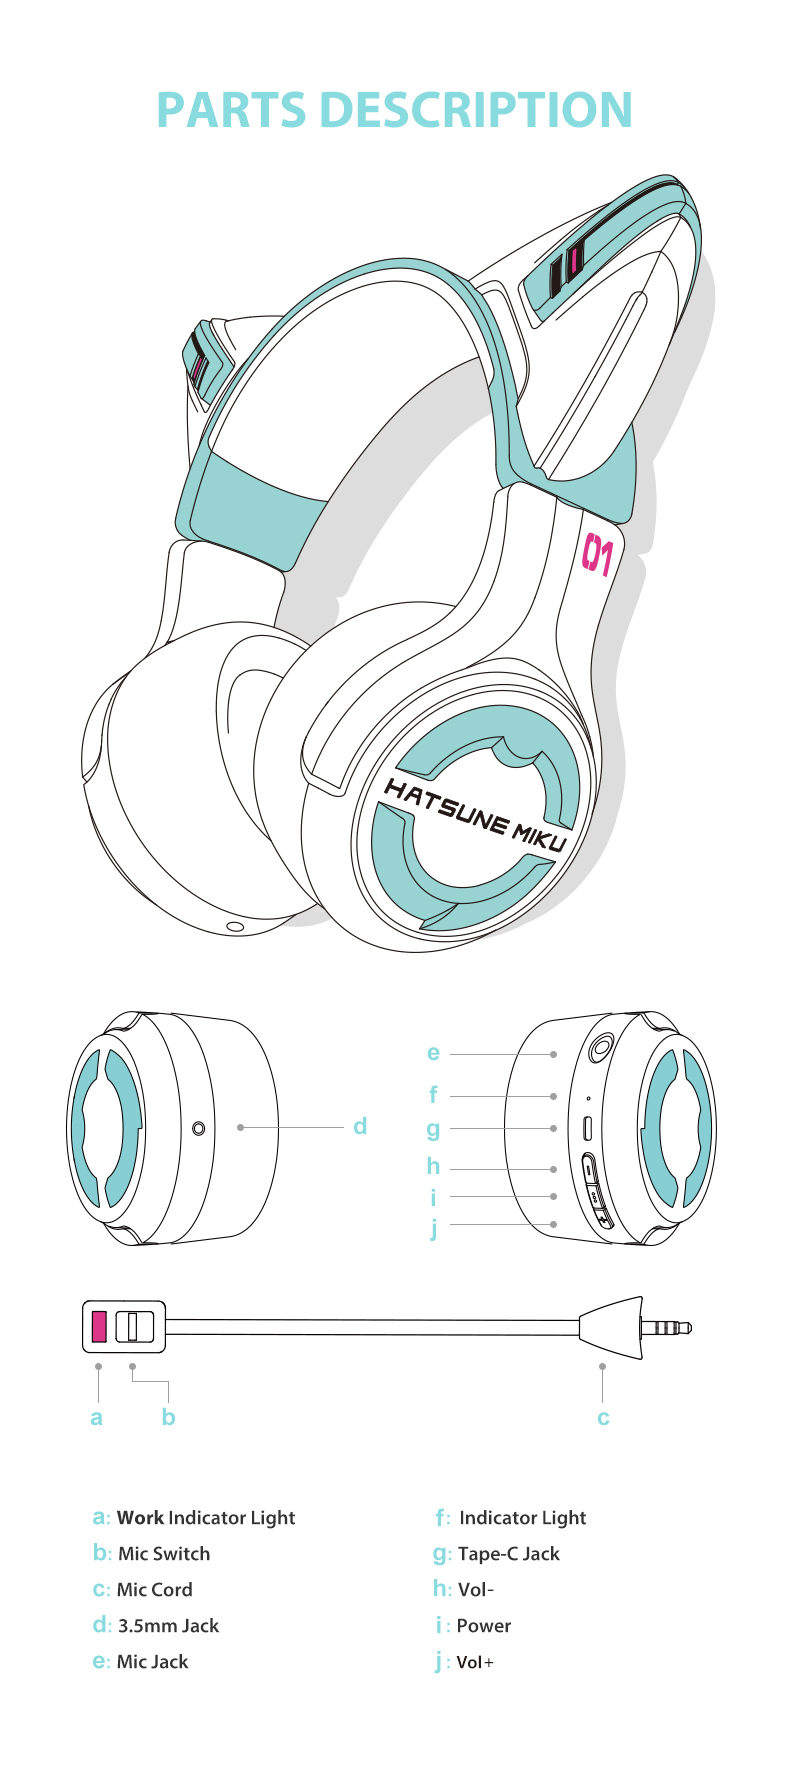 PARTS DESCRIPTION
01
HATSUNE MIKU
d
e
f
g
h
i
j
a
b
c
a: Work Indicator Light
b: Mic Switch
c: Mic Cord
d: 3.5mm Jack
e: Mic Jack
f: Indicator Light
g: Tape-C Jack
h: Vol-
i: Power
j: Vol+